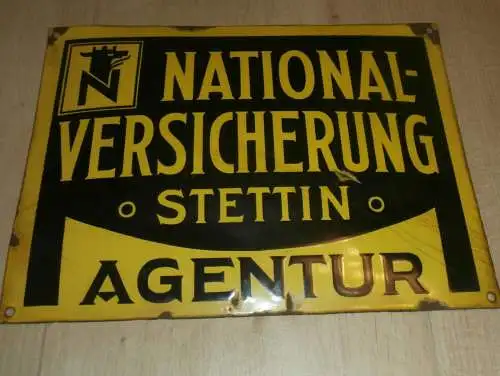 N NATIONAL-
VERSICHERUNG
STETTIN
AGENTUR